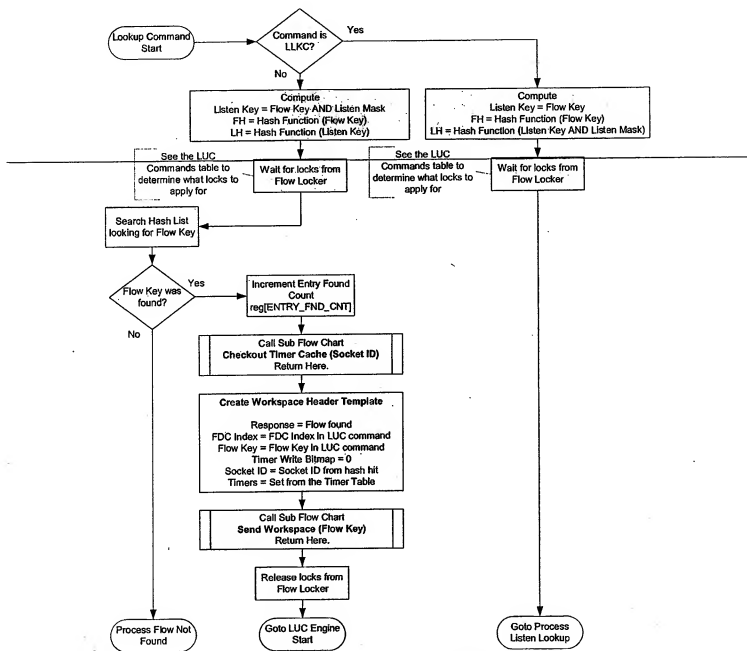 Lookup Command
Start
Command is
LLKC?
Yes
No
Compute
Listen Key = Flow Key AND Listen Mask
FH = Hash Function (Flow Key)
LH = Hash Function (Listen Key)
Compute
Listen Key = Flow Key
FH = Hash Function (Flow Key)
LH = Hash Function (Listen Key AND Listen Mask)
See the LUC
Commands table to
determine what locks to
apply for
Wait for locks from
Flow Locker
See the LUC
Commands table to
determine what locks to
apply for
Wait for locks from
Flow Locker
Search Hash List
looking for Flow Key
Flow Key was
found?
Yes
No
Increment Entry Found
Count
reg[ENTRY_FND_CNT]
Call Sub Flow Chart
Checkout Timer Cache (Socket ID)
Return Here.
Create Workspace Header Template
Response = Flow found
FDC Index = FDC Index in LUC command
Flow Key = Flow Key in LUC command
Timer Write Bitmap = 0
Socket ID = Socket ID from hash hit
Timers = Set from the Timer Table
Call Sub Flow Chart
Send Workspace (Flow Key)
Return Here.
Release locks from
Flow Locker
Process Flow Not
Found
Goto LUC Engine
Start
Goto Process
Listen Lookup